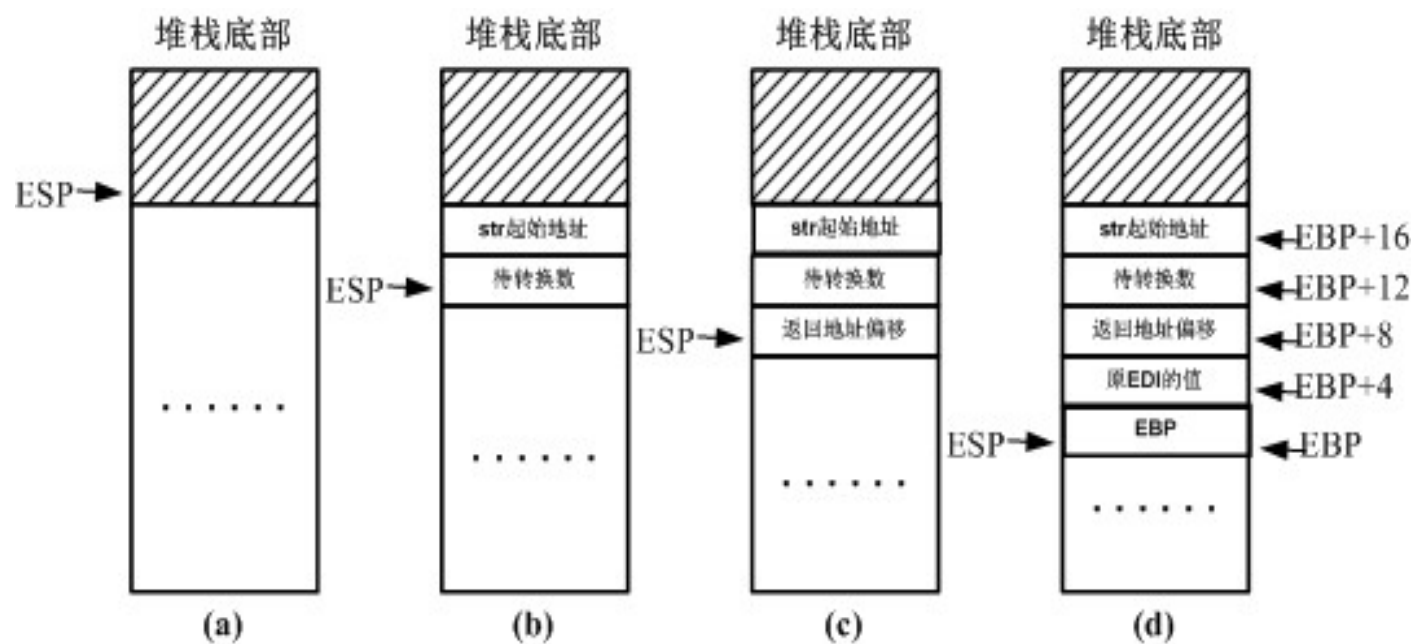 堆栈底部
堆栈底部
堆栈底部
堆栈底部
ESP
ESP
ESP
ESP
str起始地址
待转换数
str起始地址
待转换数
返回地址偏移
str起始地址
待转换数
返回地址偏移
原EDI的值
EBP
EBP+16
EBP+12
EBP+8
EBP+4
EBP
......
......
......
......
(a)
(b)
(c)
(d)